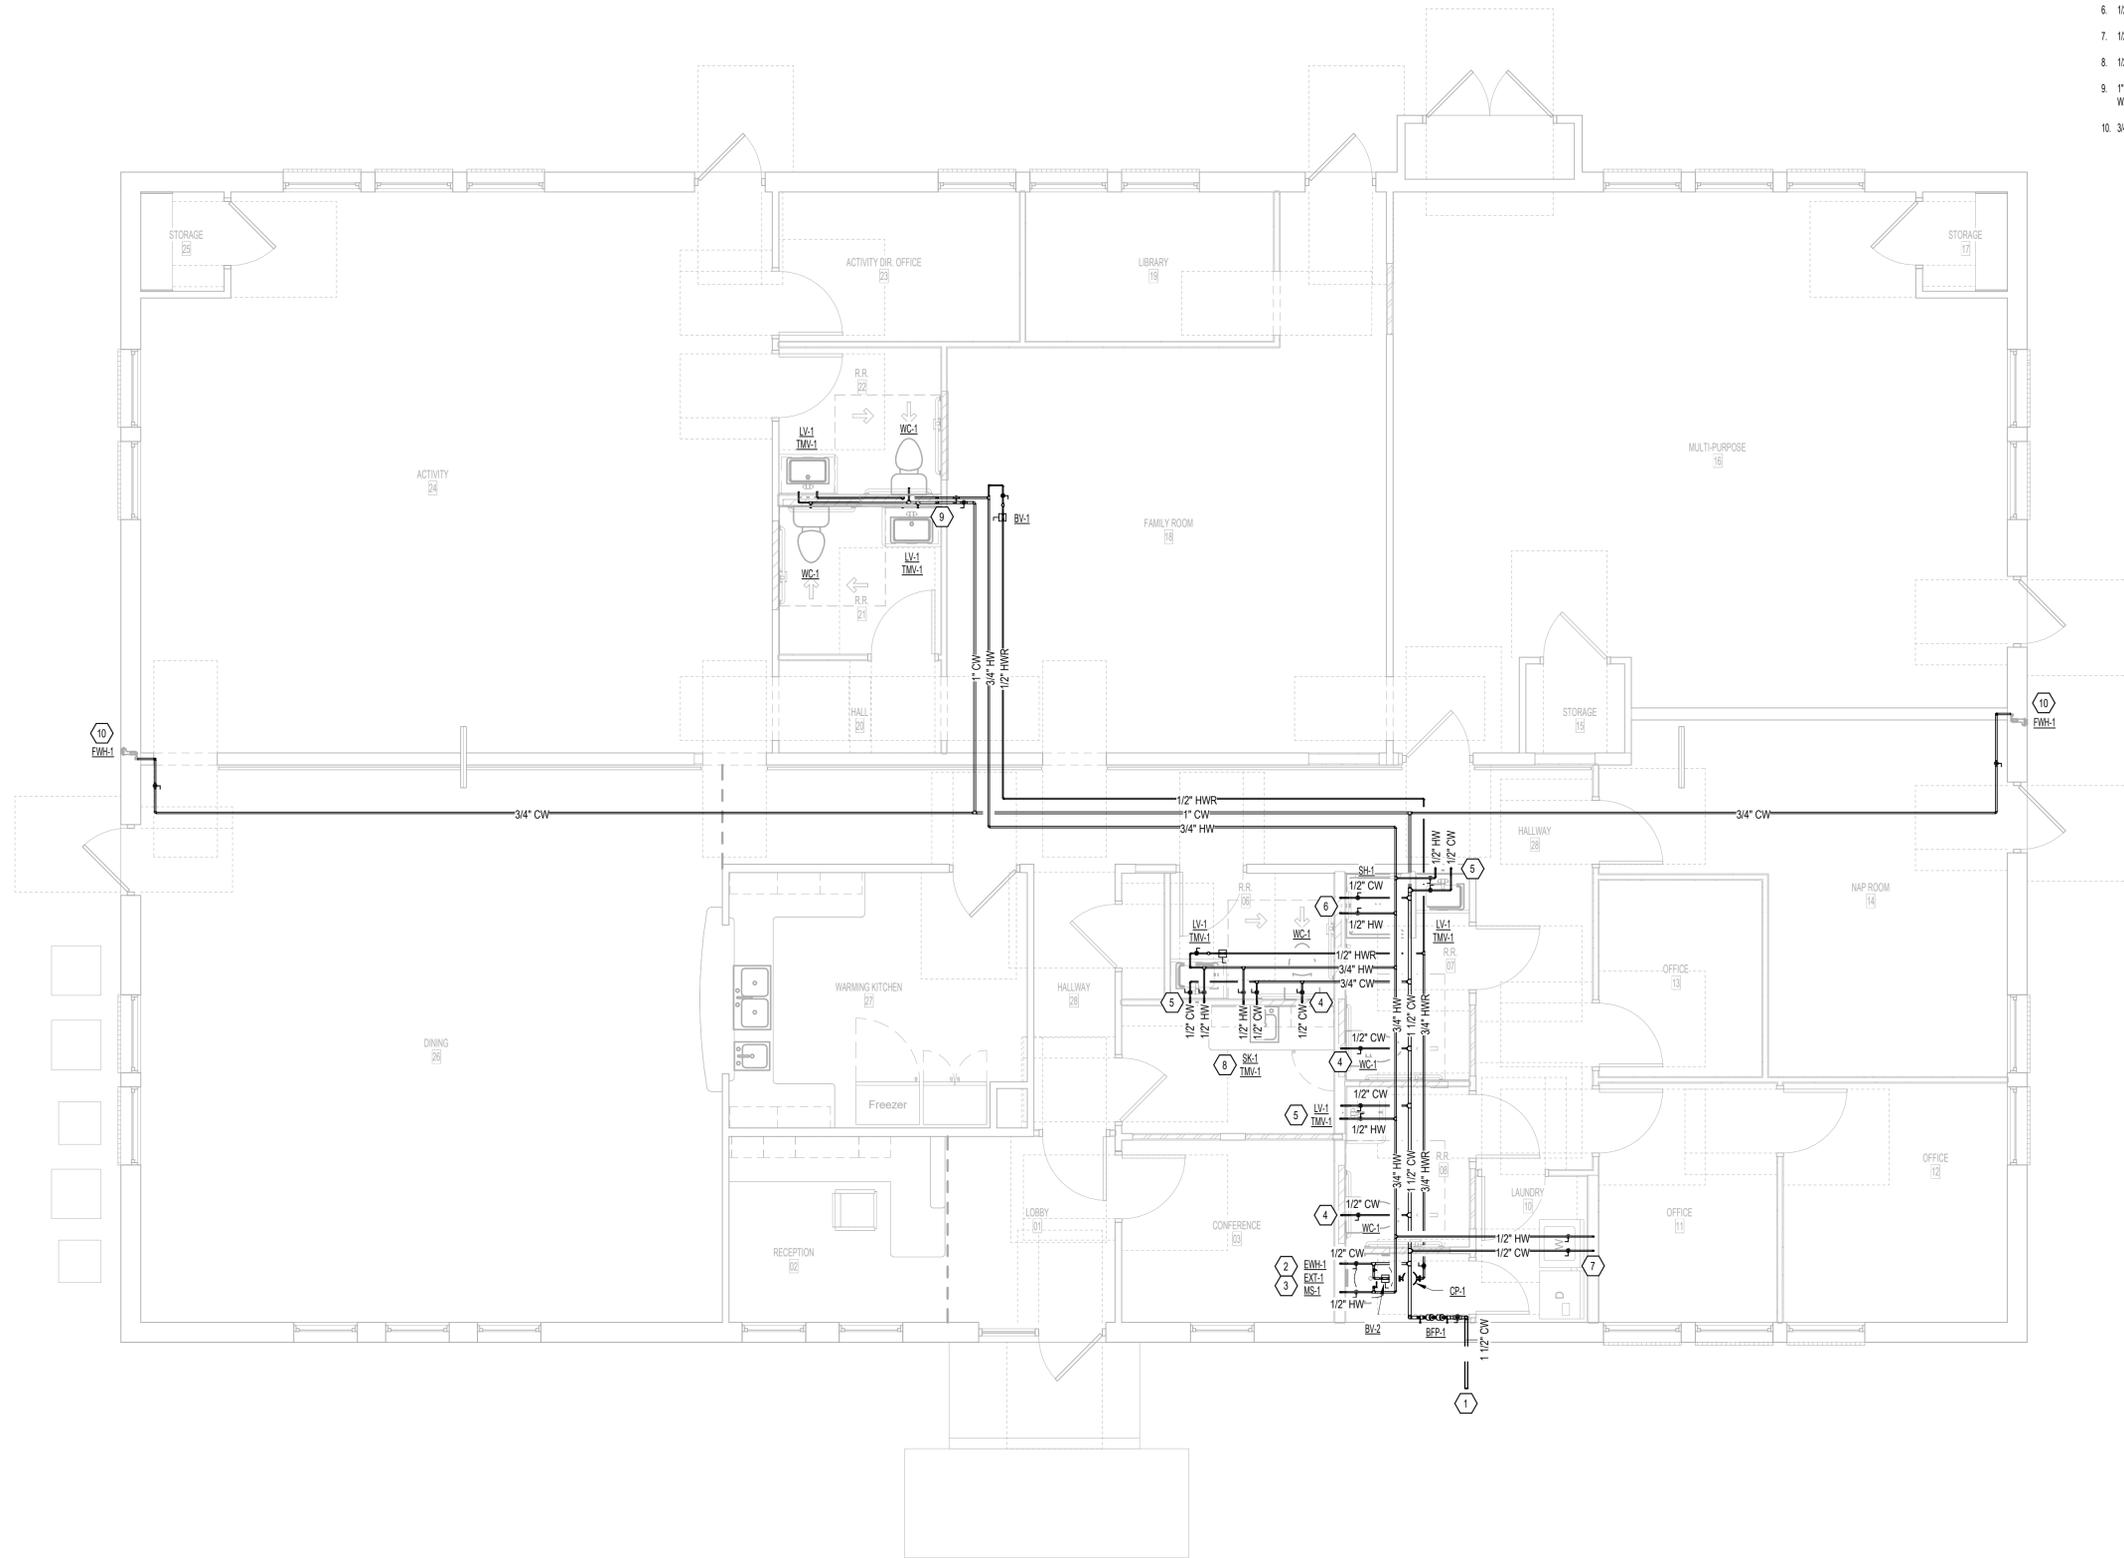 6. 1/
7. 1/
8. 1/
9. 1"
W
10. 3/
STORAGE
25
ACTIVITY DIR. OFFICE
23
LIBRARY
19
STORAGE
17
R.R.
22
LV-1
TMV-1
WC-1
ACTIVITY
24
MULTI-PURPOSE
16
9
BV-1
FAMILY ROOM
18
WC-1
LV-1
TMV-1
R.R.
21
1" CW
3/4" HW
1/2" HWR
HALL
20
STORAGE
15
10
FWH-1
10
FWH-1
3/4" CW
1/2" HWR
1" CW
3/4" HW
3/4" CW
HALLWAY
28
1/2" HW
1/2" CW
5
SH-1
1/2" CW
6
1/2" HW
R.R.
06
NAP ROOM
14
LV-1
TMV-1
WC-1
LV-1
TMV-1
R.R.
07
1/2" HWR
3/4" HW
3/4" CW
OFFICE
13
WARMING KITCHEN
27
HALLWAY
28
5
4
1/2" CW
1/2" HW
1/2" HW
1/2" CW
1/2" CW
3/4" HW
1 1/2" CW
3/4" HWR
DINING
26
1/2" CW
4
WC-1
8
SK-1
TMV-1
Freezer
1/2" CW
5
LV-1
TMV-1
1/2" HW
3/4" HW
1 1/2" CW
3/4" HWR
R.R.
08
OFFICE
12
LAUNDRY
10
LOBBY
01
CONFERENCE
03
1/2" CW
4
WC-1
OFFICE
11
RECEPTION
02
1/2" HW
1/2" CW
W
7
1/2" CW
2
EWH-1
3
EXT-1
MS-1
1/2" HW
CP-1
D
BV-2
BFP-1
1 1/2" CW
1